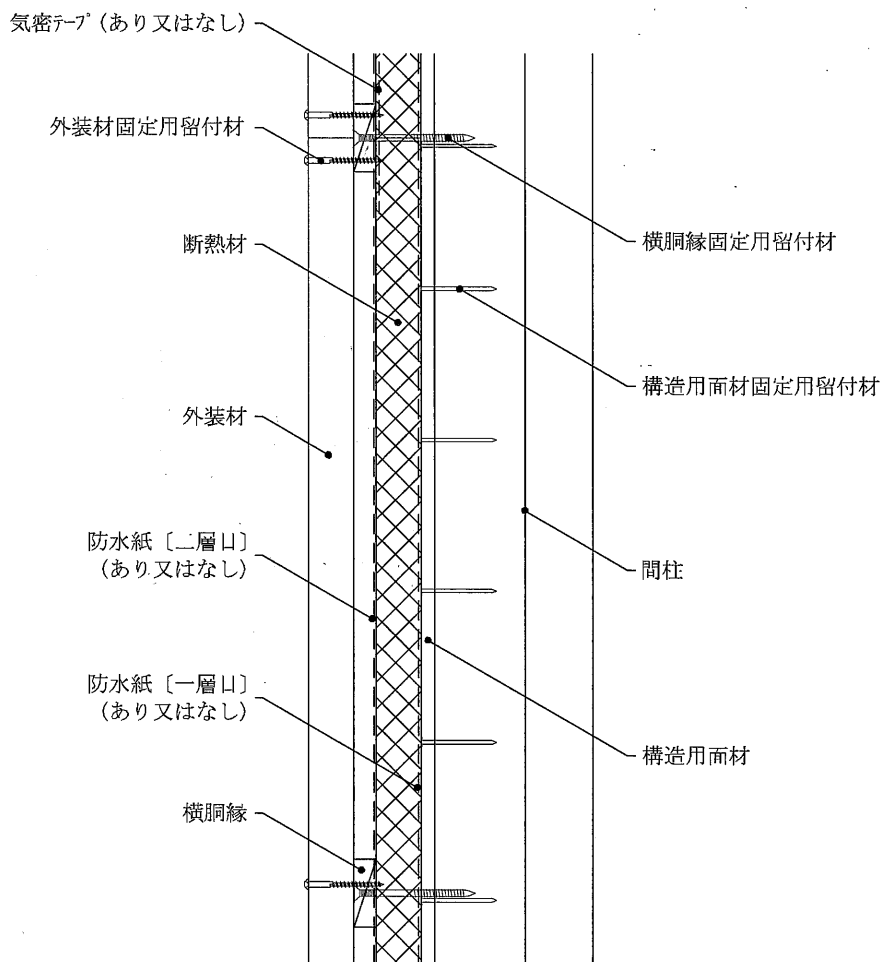 気密テープ(あり又はなし)
外装材固定用留付材
断熱材
外装材
防水紙〔二層目〕
(あり又はなし)
防水紙〔一層目〕
(あり又はなし)
横胴縁
横胴縁固定用留付材
構造用面材固定用留付材
間柱
構造用面材